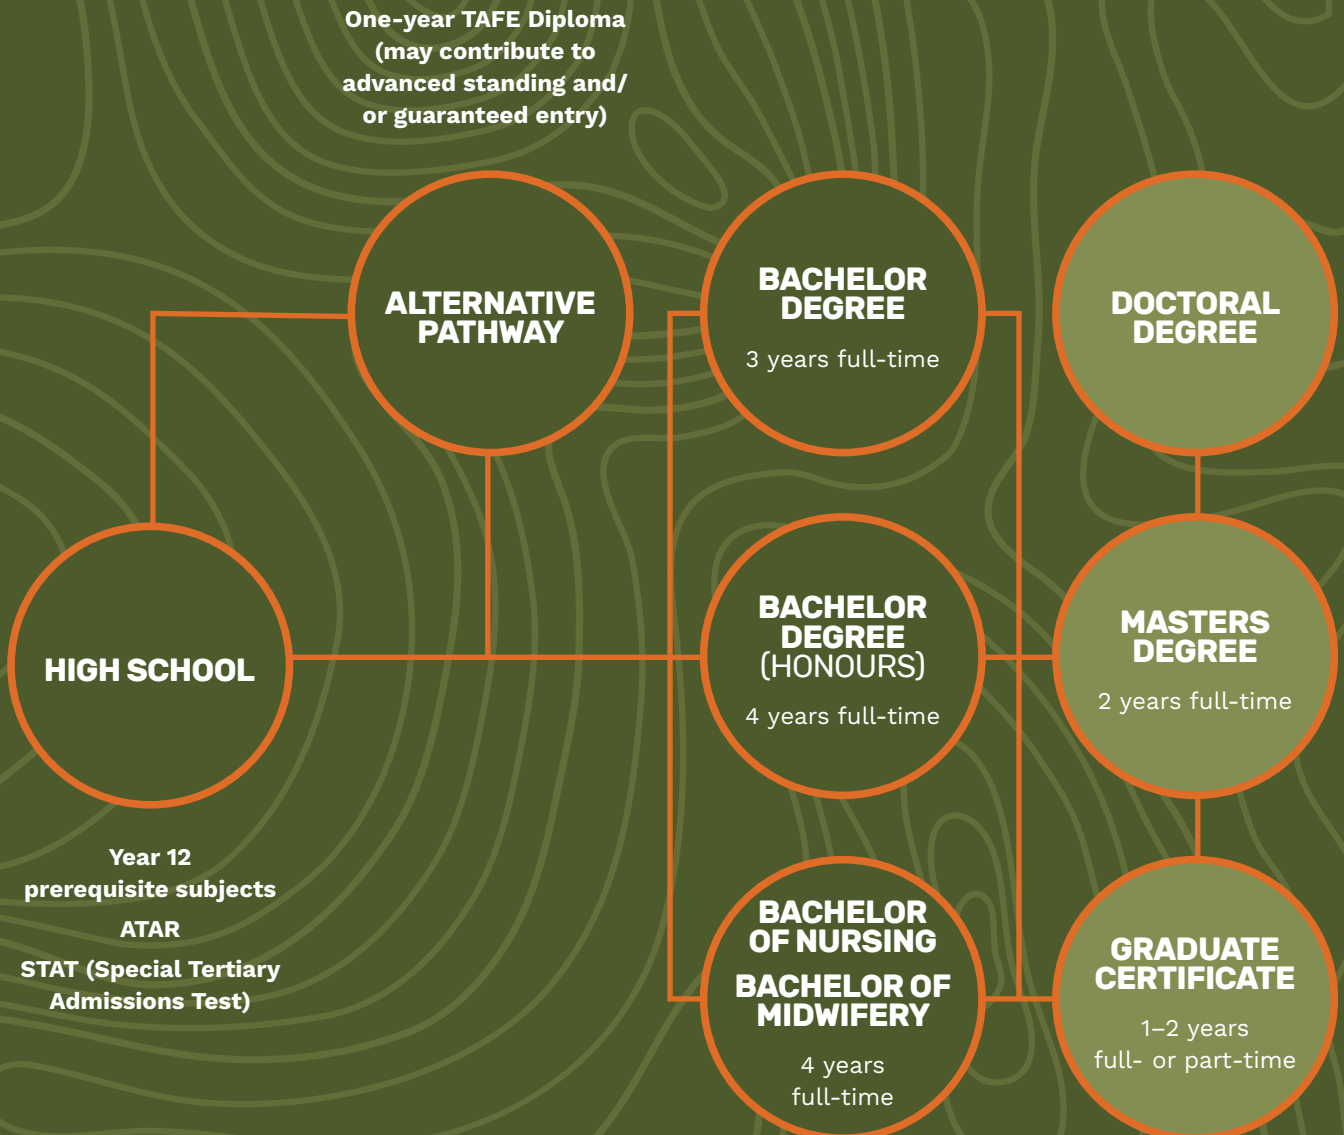 One-year TAFE Diploma
(may contribute to
advanced standing and/
or guaranteed entry)
ALTERNATIVE
PATHWAY
BACHELOR
DEGREE
3 years full-time
DOCTORAL
DEGREE
HIGH SCHOOL
BACHELOR
DEGREE
(HONOURS)
4 years full-time
MASTERS
DEGREE
2 years full-time
Year 12
prerequisite subjects
ATAR
STAT (Special Tertiary
Admissions Test)
BACHELOR
OF NURSING
BACHELOR OF
MIDWIFERY
4 years
full-time
GRADUATE
CERTIFICATE
1–2 years
full- or part-time